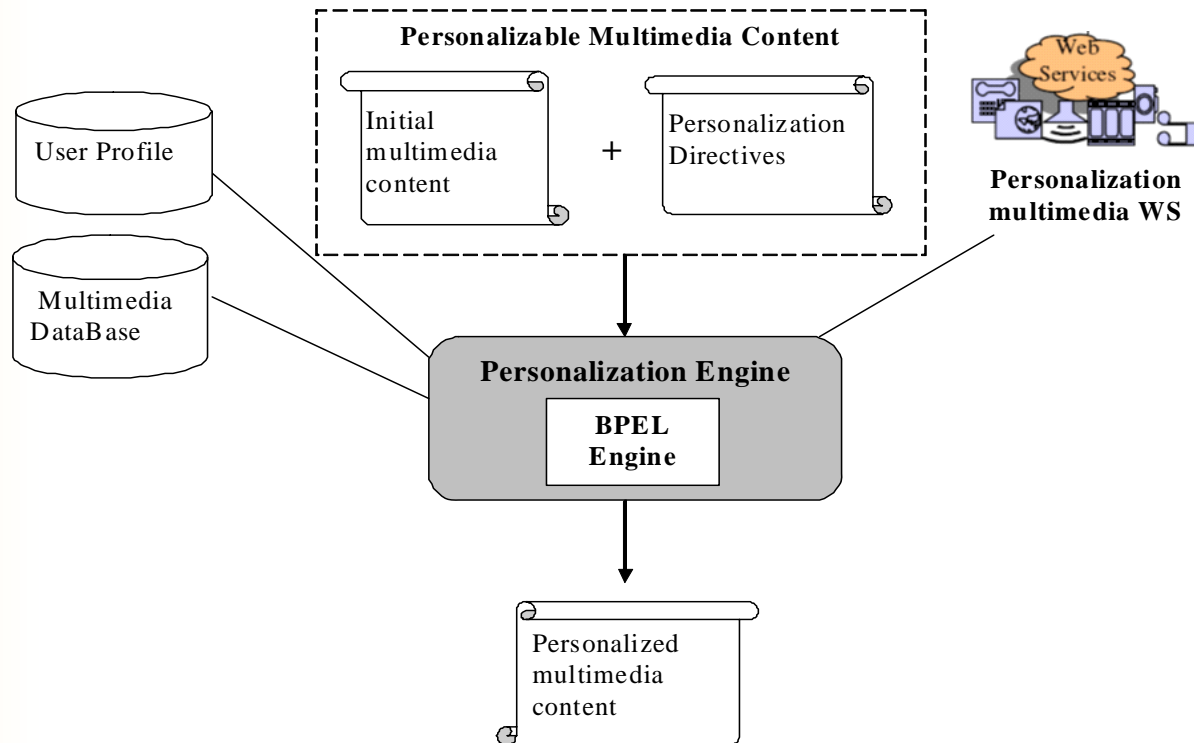 Personalizable Multimedia Content
Initial
multimedia
content
+
Personalization
Directives
Web
Services
Personalization
multimedia WS
User Profile
Multimedia
DataBase
Personalization Engine
BPEL
Engine
Personalized
multimedia
content